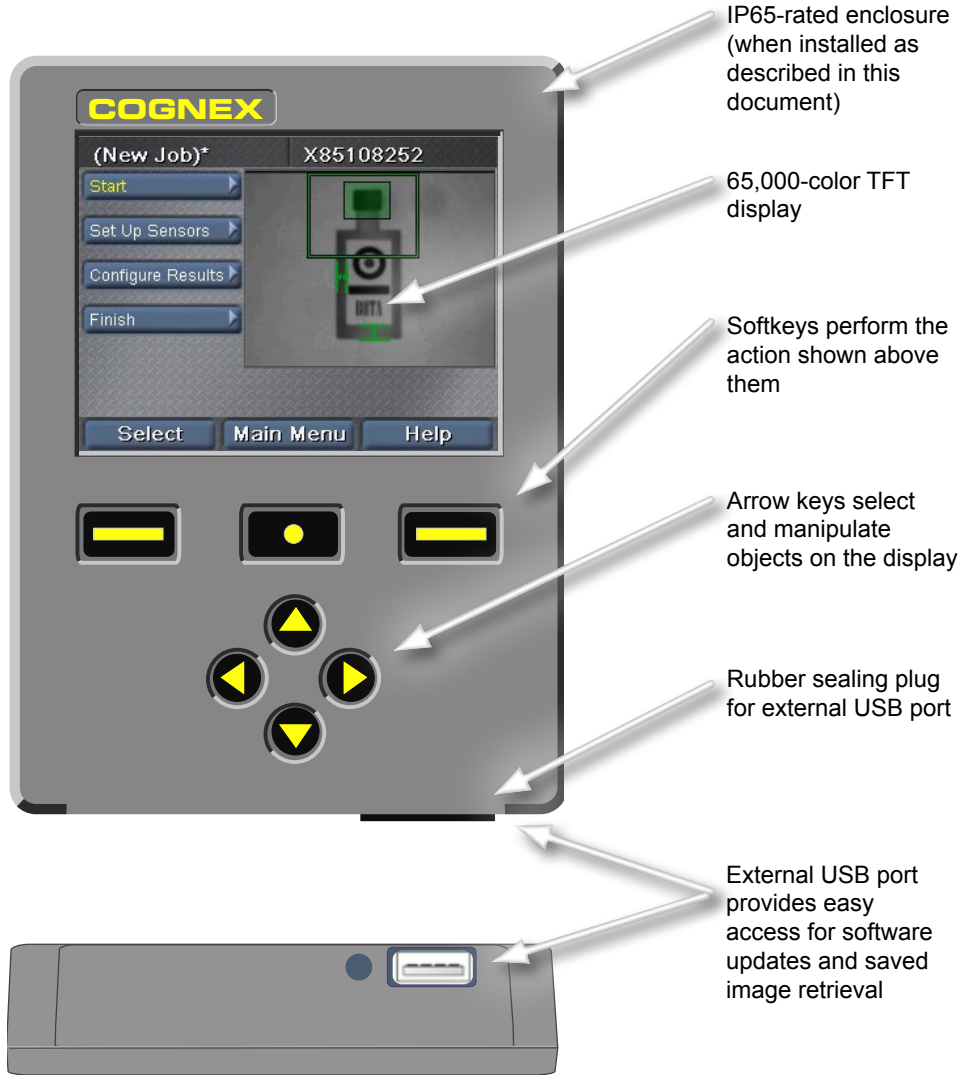 IP65-rated enclosure
(when installed as
described in this
document)
COGNEX
(New Job)* X85108252
Start
Set Up Sensors
Configure Results
Finish
Select Main Menu Help
65,000-color TFT
display
Softkeys perform the
action shown above
them
Arrow keys select
and manipulate
objects on the display
Rubber sealing plug
for external USB port
External USB port
provides easy
access for software
updates and saved
image retrieval